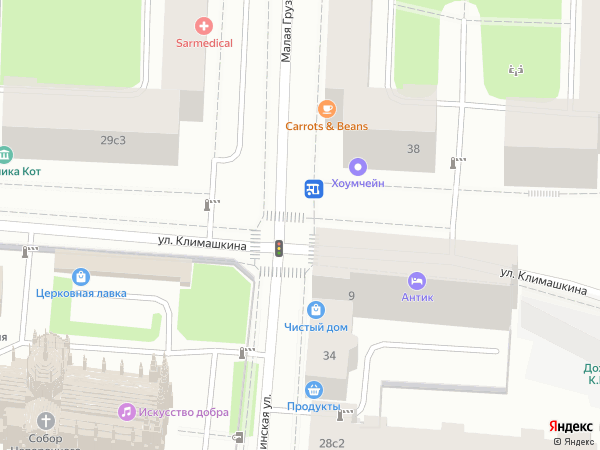 Малая Груз
Sarmedical
Carrots & Beans
29с3
38
ника Кот
Хоумчейн
ул. Климашкина
ул. Климашкина
Церковная лавка
Антик
9
Чистый дом
34
Искусство добра
Продукты
Собор
инская ул.
28с2
Яндекс
© Яндекс